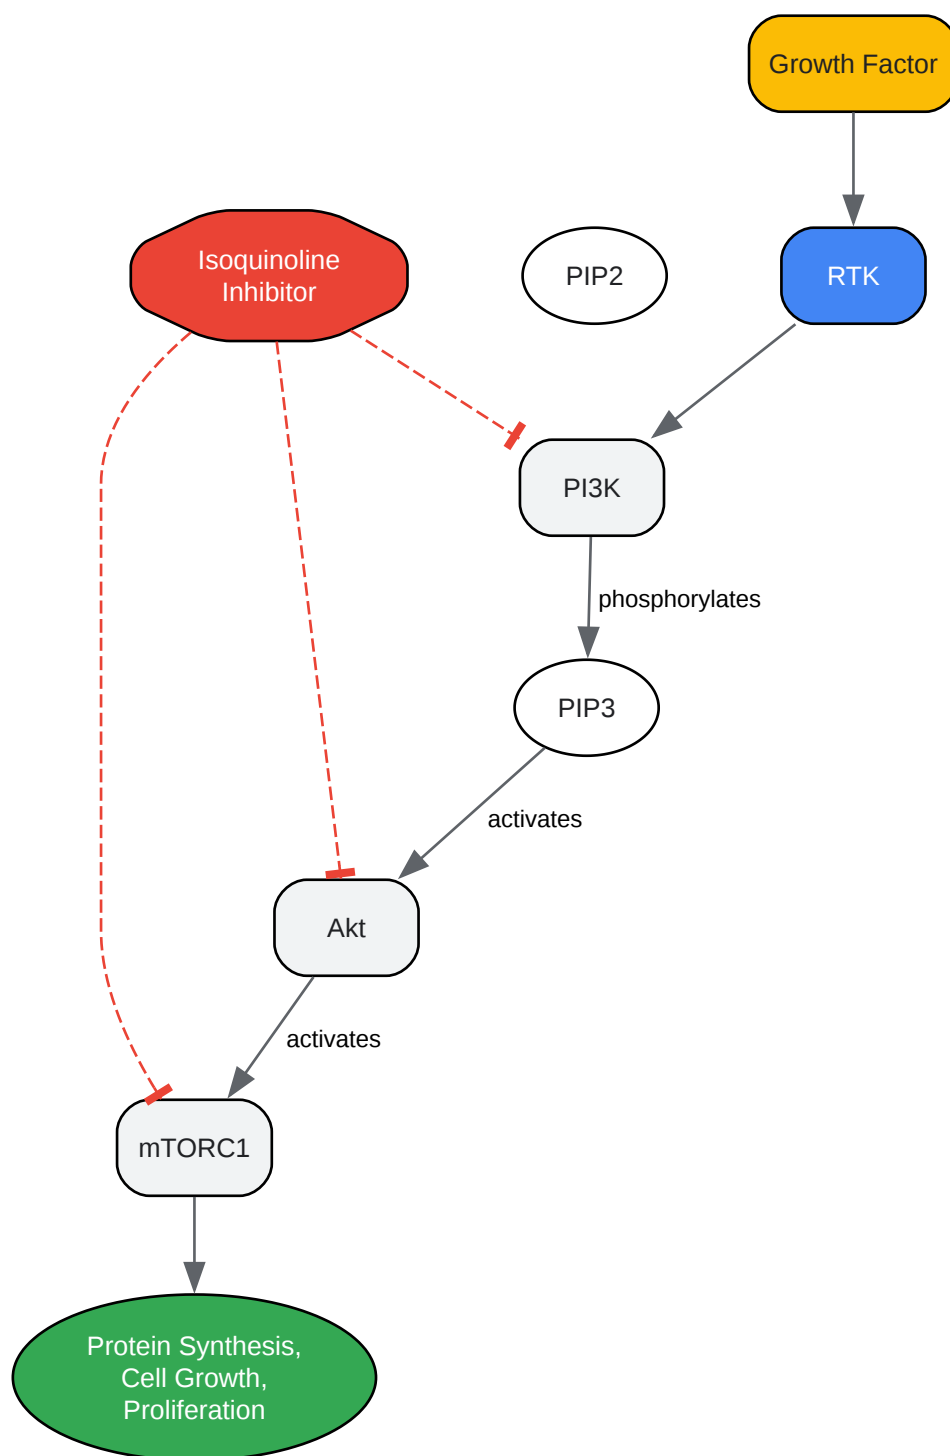 Growth Factor
Isoquinoline
Inhibitor
PIP2
RTK
PI3K
phosphorylates
PIP3
activates
Akt
activates
mTORC1
Protein Synthesis,
Cell Growth,
Proliferation